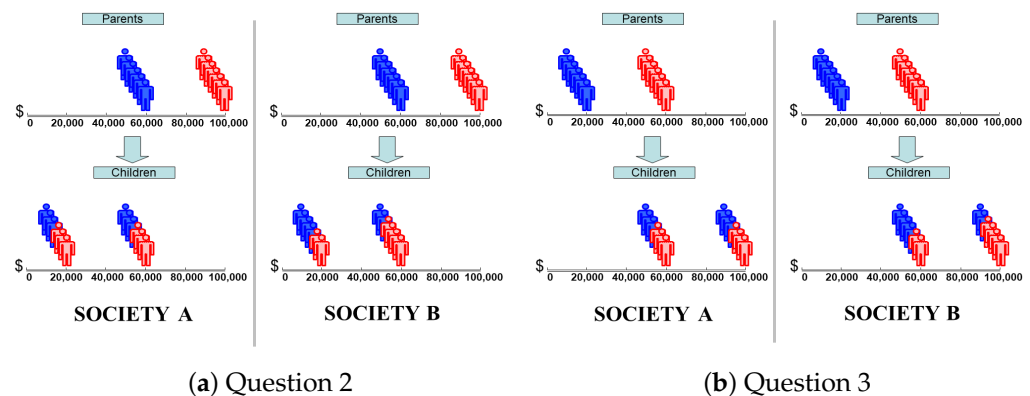 Parents Parents Parents Parents
$ $
0 20,000 40,000 60,000 80,000 100,000 0 20,000 40,000 60,000 80,000 100,000 0 20,000 40,000 60,000 80,000 100,000 0 20,000 40,000 60,000 80,000 100,000
Children Children Children Children
$ $
0 20,000 40,000 60,000 80,000 100,000 0 20,000 40,000 60,000 80,000 100,000 0 20,000 40,000 60,000 80,000 100,000 0 20,000 40,000 60,000 80,000 100,000
SOCIETY A SOCIETY B SOCIETY A SOCIETY B
(a) Question 2 (b) Question 3